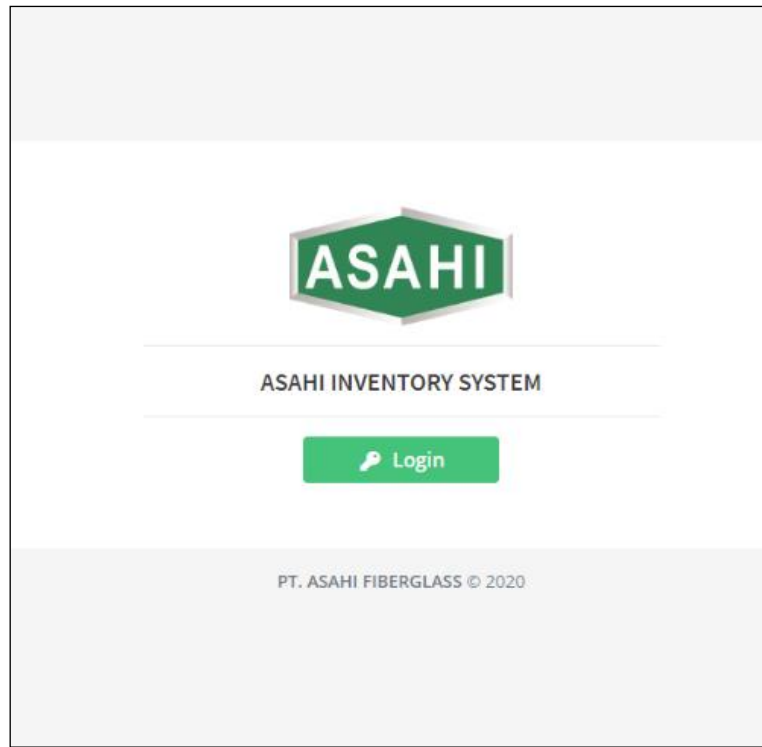 ASAHI
ASAHI INVENTORY SYSTEM
Login
PT. ASAHI FIBERGLASS © 2020